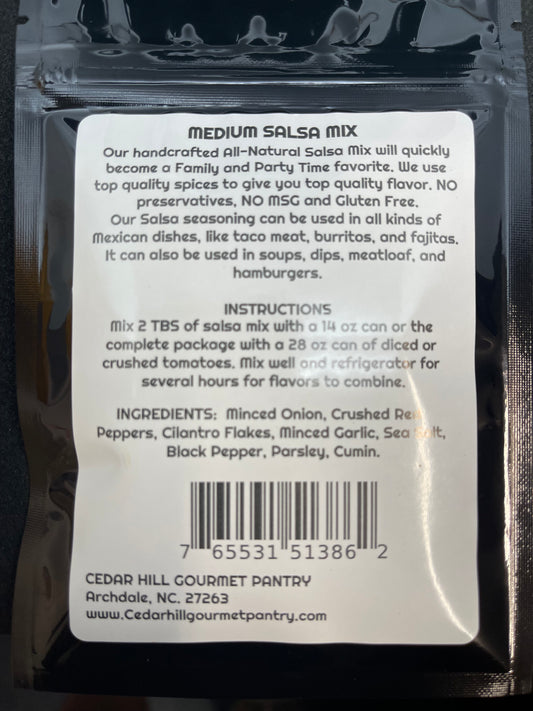 MEDIUM SALSA MIX
Our handcrafted All-Natural Salsa Mix will quickly
become a Family and Party Time favorite. We use
top quality spices to give you top quality flavor. NO
preservatives, NO MSG and Gluten Free.
Our Salsa seasoning can be used in all kinds of
Mexican dishes, like taco meat, burritos, and fajitas.
It can also be used in soups, dips, meatloaf, and
hamburgers.
INSTRUCTIONS
Mix 2 TBS of salsa mix with a 14 oz can or the
complete package with a 28 oz can of diced or
crushed tomatoes. Mix well and refrigerator for
several hours for flavors to combine.
INGREDIENTS: Minced Onion, Crushed Red
Peppers, Cilantro Flakes, Minced Garlic, Sea Salt,
Black Pepper, Parsley, Cumin.
7 65531 51386 2
CEDAR HILL GOURMET PANTRY
Archdale, NC. 27263
www.Cedarhillgourmetpantry.com